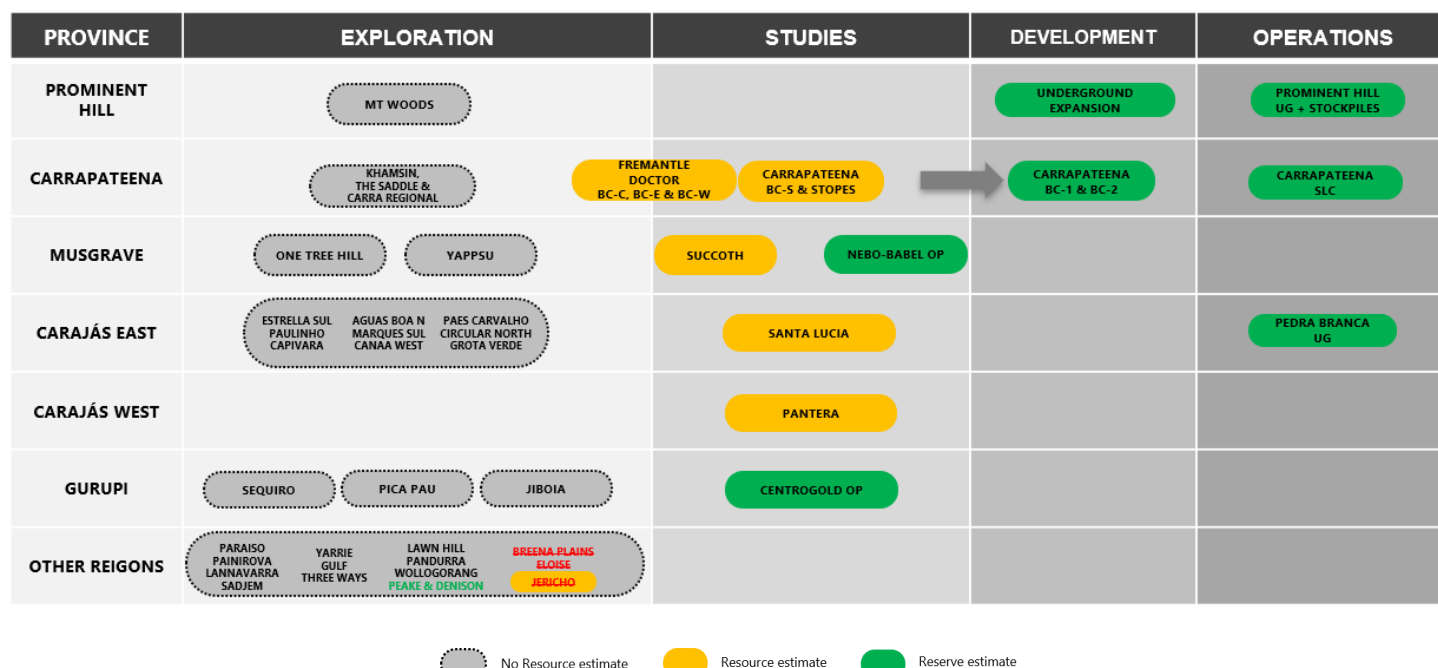 PROVINCE
EXPLORATION
STUDIES
DEVELOPMENT
OPERATIONS
PROMINENT
HILL
MT WOODS
UNDERGROUND
EXPANSION
PROMINENT HILL
UG + STOCKPILES
CARRAPATEENA
KHAMSIN,
THE SADDLE &
CARRA REGIONAL
FREMANTLE
DOCTOR
BC-C, BC-E & BC-W
CARRAPATEENA
BC-S & STOPES
CARRAPATEENA
BC-1 & BC-2
CARRAPATEENA
SLC
MUSGRAVE
ONE TREE HILL
YAPPSU
SUCCOTH
NEBO-BABEL OP
CARAJÁS EAST
ESTRELLA SUL
PAULINHO
CAPIVARA
AGUAS BOA N
MARQUES SUL
CANAA WEST
PAES CARVALHO
CIRCULAR NORTH
GROTA VERDE
SANTA LUCIA
PEDRA BRANCA
UG
CARAJÁS WEST
PANTERA
GURUPI
SEQUIRO
PICA PAU
JIBOIA
CENTROGOLD OP
OTHER REIGONS
PARAISO
PAINIROVA
LANNAVARRA
SADJEM
YARRIE
GULF
THREE WAYS
LAWN HILL
PANDURRA
WOLLOGORANG
PEAKE & DENISON
BREENA PLAINS
ELOISE
JERICHO
No Resource estimate
Resource estimate
Reserve estimate